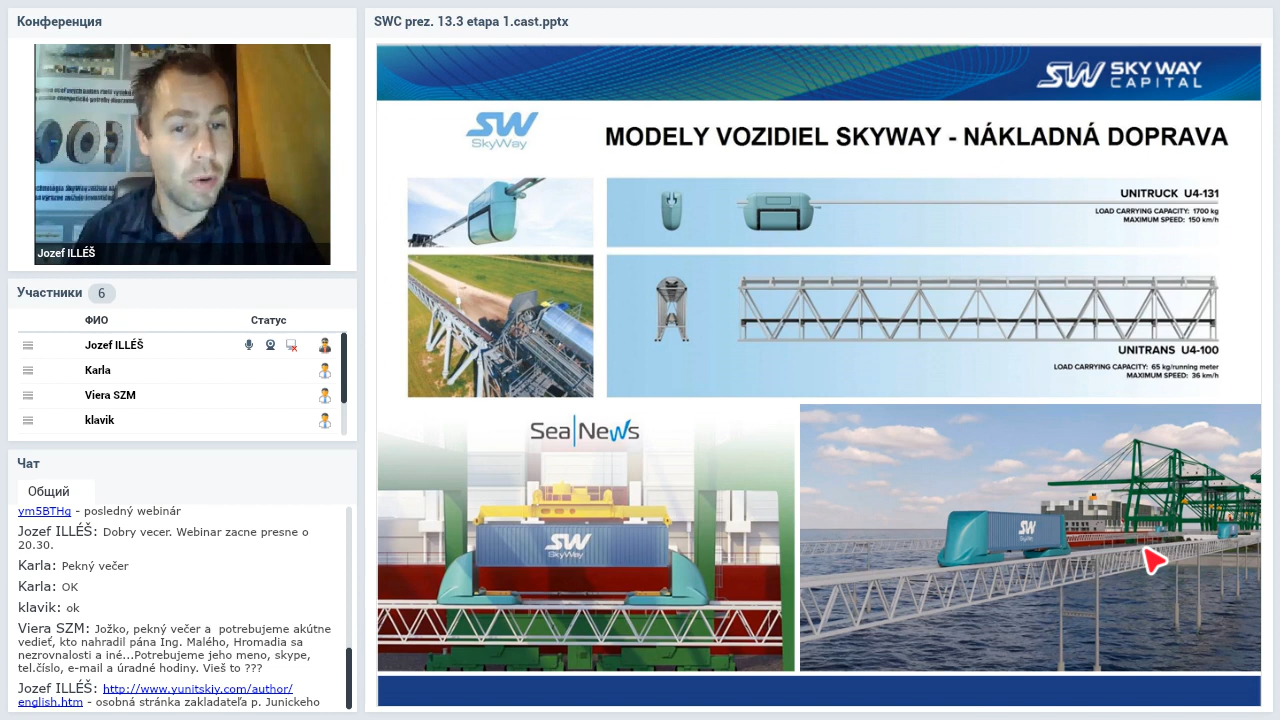 Конференция
Jozef ILLÉŠ
Участники 6
ФИО Статус
Jozef ILLÉŠ
Karla
Viera SZM
klavik
Чат
Общий
vm5BTHq - posledný webinár
Jozef ILLÉŠ: Dobry vecer. Webinar zacne presne o
20.30.
Karla: Pekný večer
Karla: OK
klavik: ok
Viera SZM: Jožko, pekný večer a potrebujeme akútne
vedieť, kto nahradil pána Ing. Malého, Hromadia sa
nezrovnalosti a iné...Potrebujeme jeho meno, skype,
tel.číslo, e-mail a úradné hodiny. Vieš to ???
Jozef ILLÉŠ: http://www.yunitskiy.com/author/
english.htm - osobná stránka zakladateľa p. Junickeho
SWC prez. 13.3 etapa 1.cast.pptx
SW SKY WAY
CAPITAL
SW
SkyWay
MODELY VOZIDIEL SKYWAY - NÁKLADNÁ DOPRAVA
UNITRUCK U4-131
LOAD CARRYING CAPACITY: 1700 kg
MAXIMUM SPEED: 150 km/h
UNITRANS U4-100
LOAD CARRYING CAPACITY: 65 kg/running meter
MAXIMUM SPEED: 36 km/h
Sea|News
SW
SkyWay
SW
SkyWay